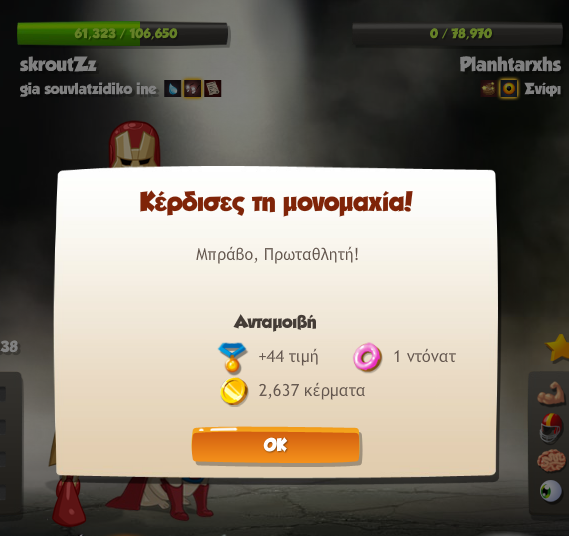 61,323 / 106,650
0 / 78,970
skroutZz
Planhtarxhs
gia souvlatzidiko ine
Σνίφι
Κέρδισες τη μονομαχία!
Μπράβο, Πρωταθλητή!
Ανταμοιβή
+44 τιμή
1 ντόνατ
2,637 κέρματα
OK
38